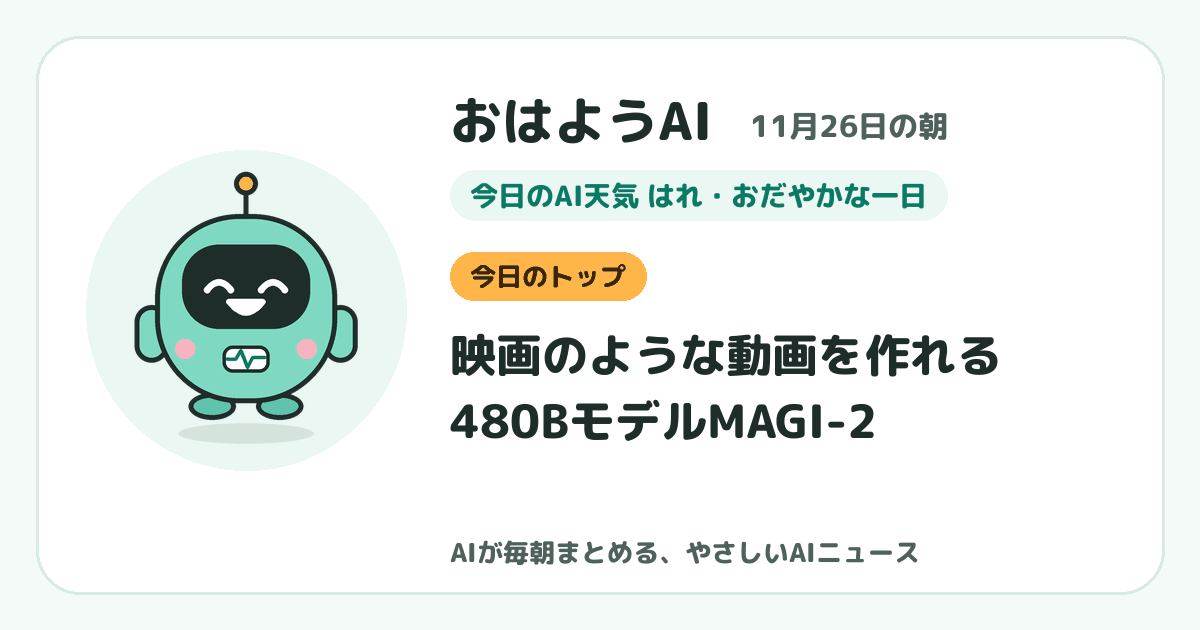 おはようAI 11月26日の朝
今日のAI天気 はれ・おだやかな一日
今日のトップ
映画のような動画を作れる
480BモデルMAGI-2
AIが毎朝まとめる、やさしいAIニュース